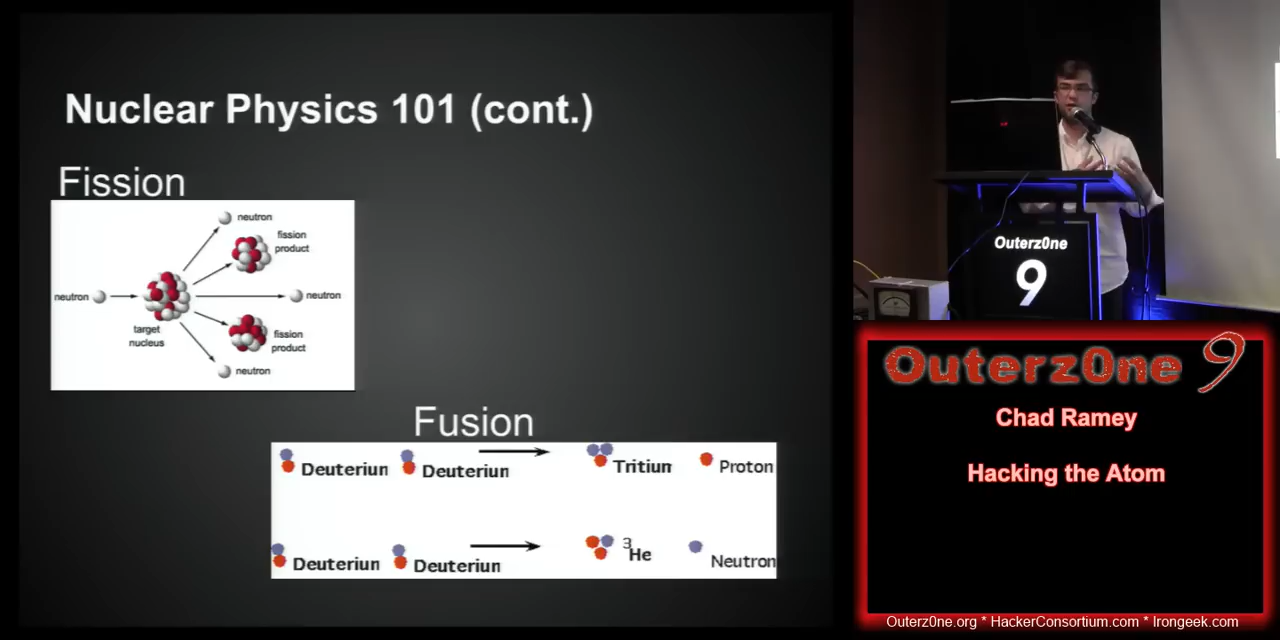 Nuclear Physics 101 (cont.)
Fission
neutron
fission
product
neutron
neutron
target
nucleus
fission
product
neutron
Fusion
Deuteriun
Deuteriun
Tritiun
Proton
Deuteriun
Deuteriun
3
He
Neutron
Outerz0ne
9
Outerz0ne 9
Chad Ramey
Hacking the Atom
Outerz0ne.org * HackerConsortium.com * Irongeek.com